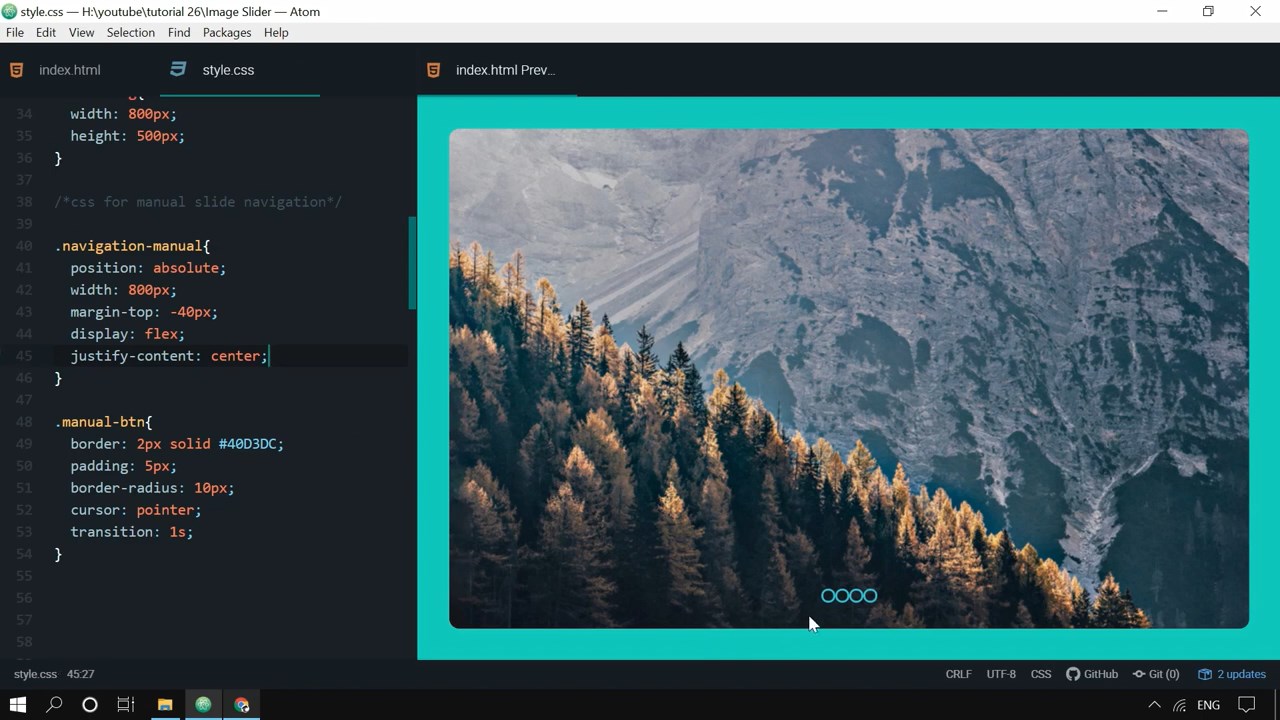 style.css — H:\youtube\tutorial 26\Image Slider — Atom
File Edit View Selection Find Packages Help
index.html style.css index.html Prev...
34 width: 800px;
35 height: 500px;
36 }
37
38 /*css for manual slide navigation*/
39
40 .navigation-manual{
41 position: absolute;
42 width: 800px;
43 margin-top: -40px;
44 display: flex;
45 justify-content: center;
46 }
47
48 .manual-btn{
49 border: 2px solid #40D3DC;
50 padding: 5px;
51 border-radius: 10px;
52 cursor: pointer;
53 transition: 1s;
54 }
55
56
57
58
style.css 45:27 CRLF UTF-8 CSS GitHub Git (0) 2 updates
ENG